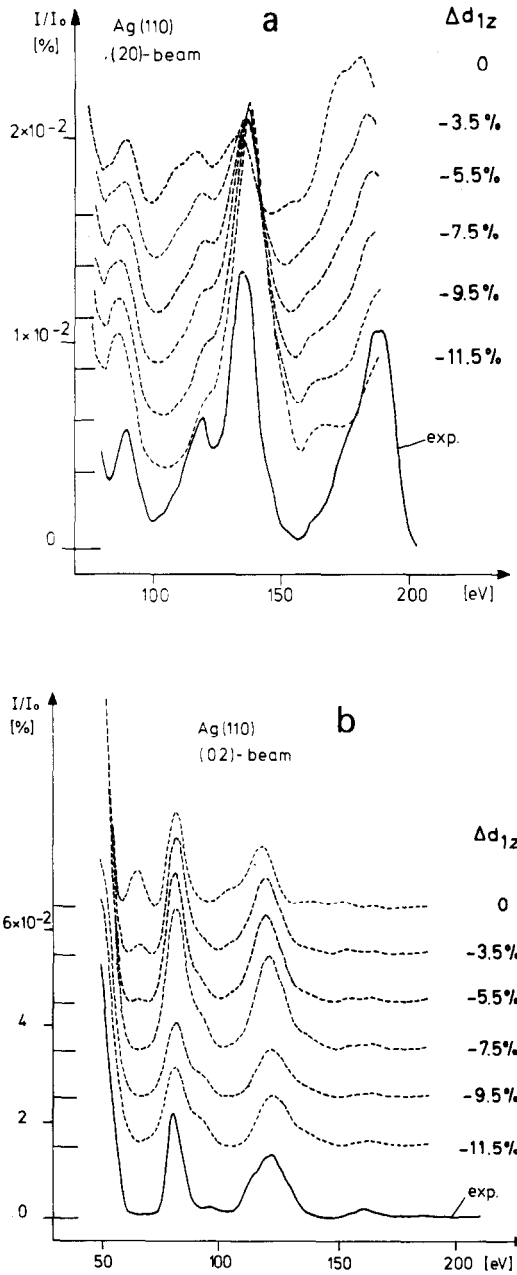 I/I₀
[%]
Ag(110)
(20)-beam
a
Δd₁z
0
2×10⁻²
-3.5%
-5.5%
-7.5%
1×10⁻²
-9.5%
-11.5%
exp.
0
100
150
200
[eV]
I/I₀
[%]
Ag(110)
(02)-beam
b
Δd₁z
0
6×10⁻²
-3.5%
-5.5%
4
-7.5%
-9.5%
2
-11.5%
exp.
0
50
100
150
200 [eV]